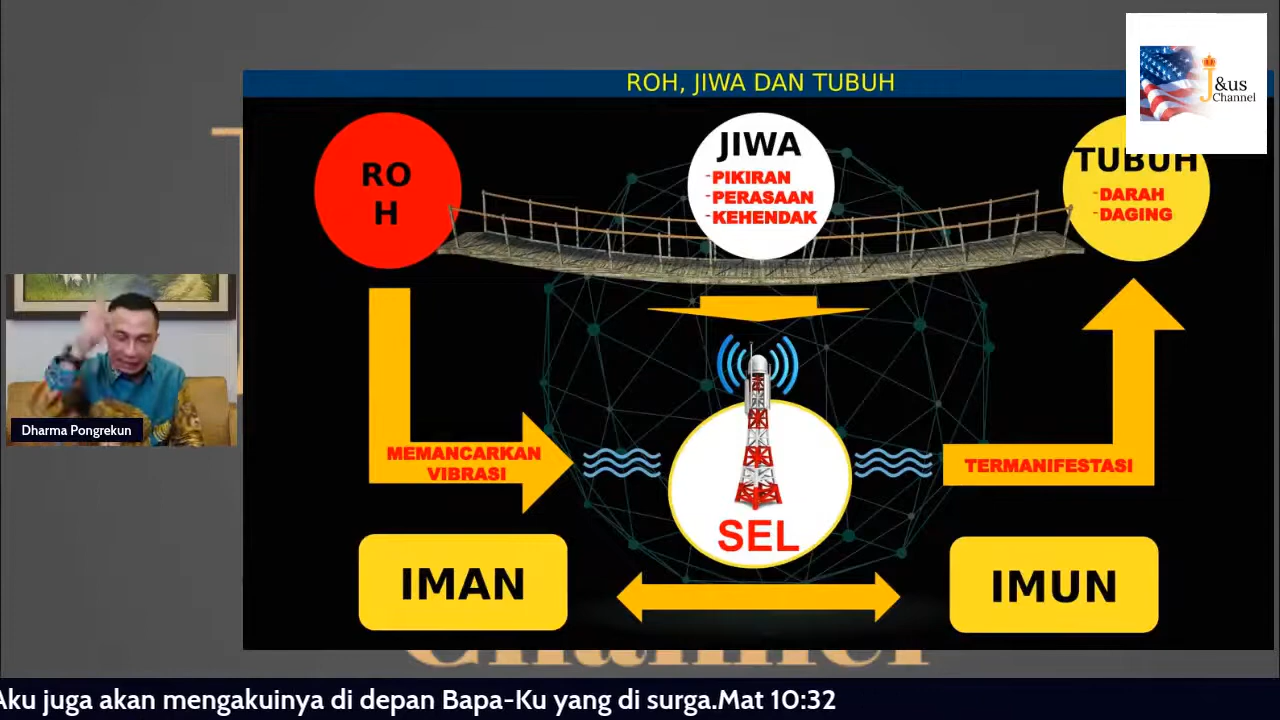 ROH, JIWA DAN TUBUH
J&us
Channel
RO
H
JIWA
-PIKIRAN
-PERASAAN
-KEHENDAK
TUBUH
-DARAH
-DAGING
MEMANCARKAN
VIBRASI
SEL
TERMANIFESTASI
Dharma Pongrekun
IMAN
IMUN
Channel
Aku juga akan mengakuinya di depan Bapa-Ku yang di surga.Mat 10:32